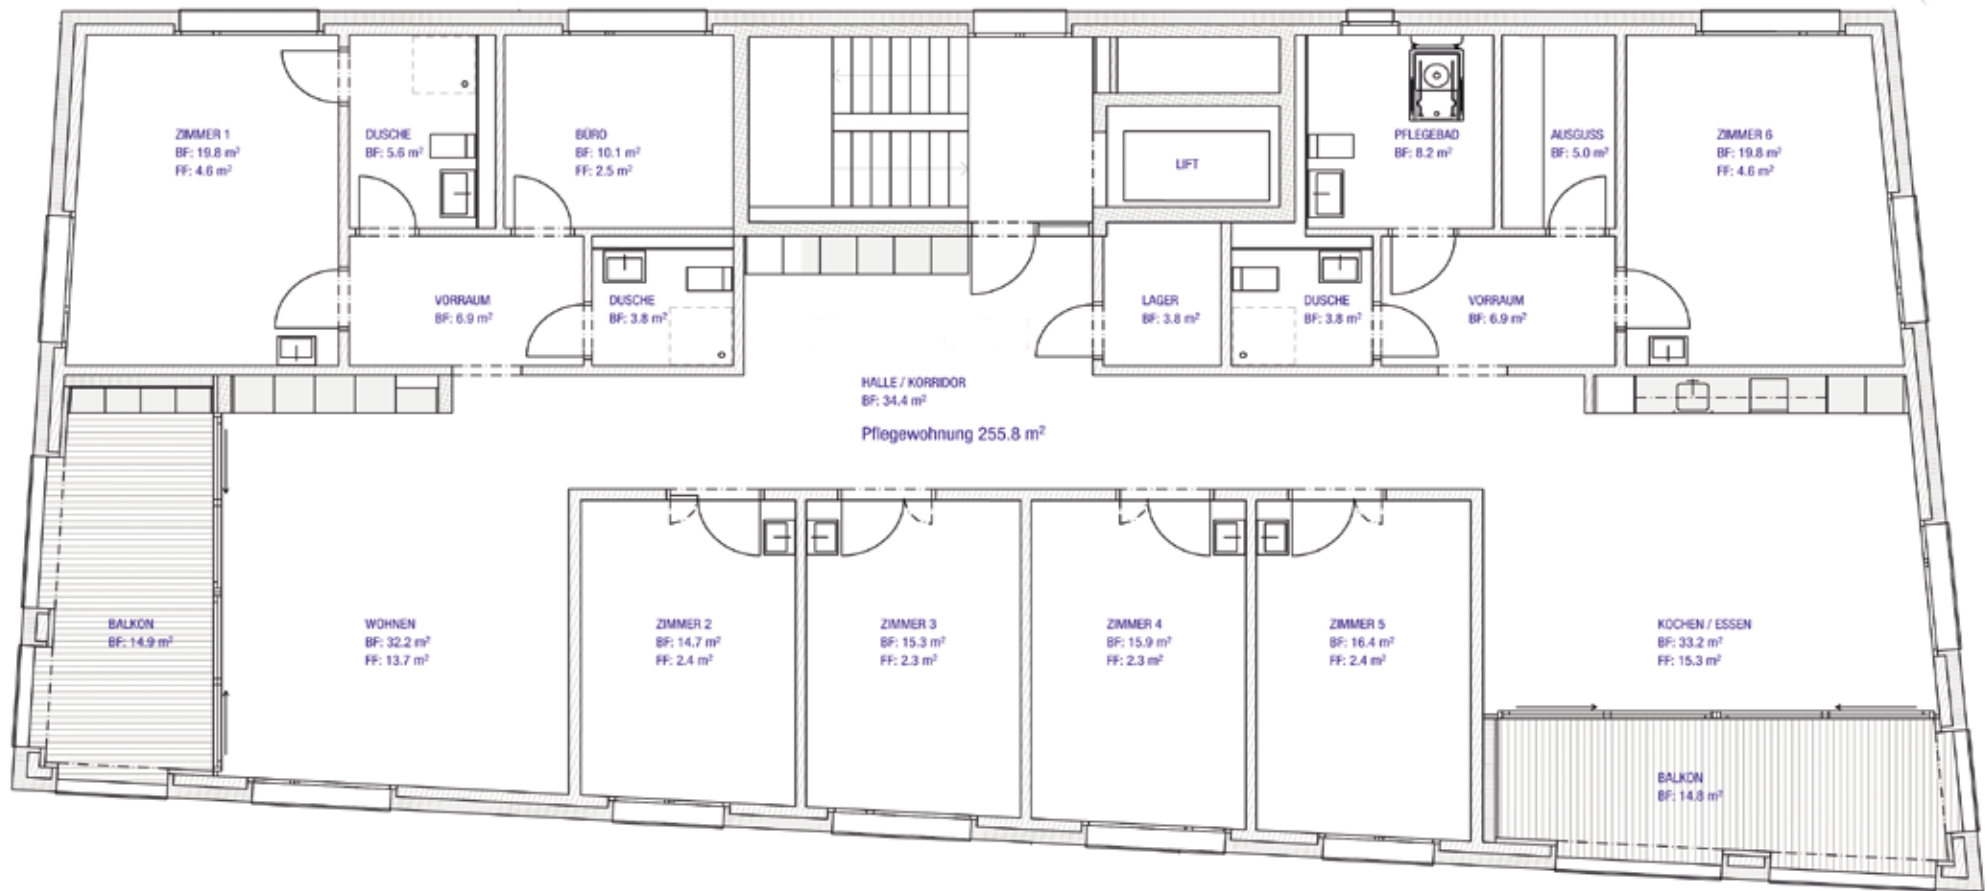 ZIMMER 1
BF: 19.8 m²
FF: 4.6 m²
DUSCHE
BF: 5.6 m²
BÜRO
BF: 10.1 m²
FF: 2.5 m²
LIFT
PFLEGEBAD
BF: 8.2 m²
AUSGUSS
BF: 5.0 m²
ZIMMER 6
BF: 19.8 m²
FF: 4.6 m²
VORRAUM
BF: 6.9 m²
DUSCHE
BF: 3.8 m²
LAGER
BF: 3.8 m²
DUSCHE
BF: 3.8 m²
VORRAUM
BF: 6.9 m²
HALLE / KORRIDOR
BF: 34.4 m²
Pflegewohnung 255.8 m²
BALKON
BF: 14.9 m²
WOHNEN
BF: 32.2 m²
FF: 13.7 m²
ZIMMER 2
BF: 14.7 m²
FF: 2.4 m²
ZIMMER 3
BF: 15.3 m²
FF: 2.3 m²
ZIMMER 4
BF: 15.9 m²
FF: 2.3 m²
ZIMMER 5
BF: 16.4 m²
FF: 2.4 m²
KOCHEN / ESSEN
BF: 33.2 m²
FF: 15.3 m²
BALKON
BF: 14.8 m²